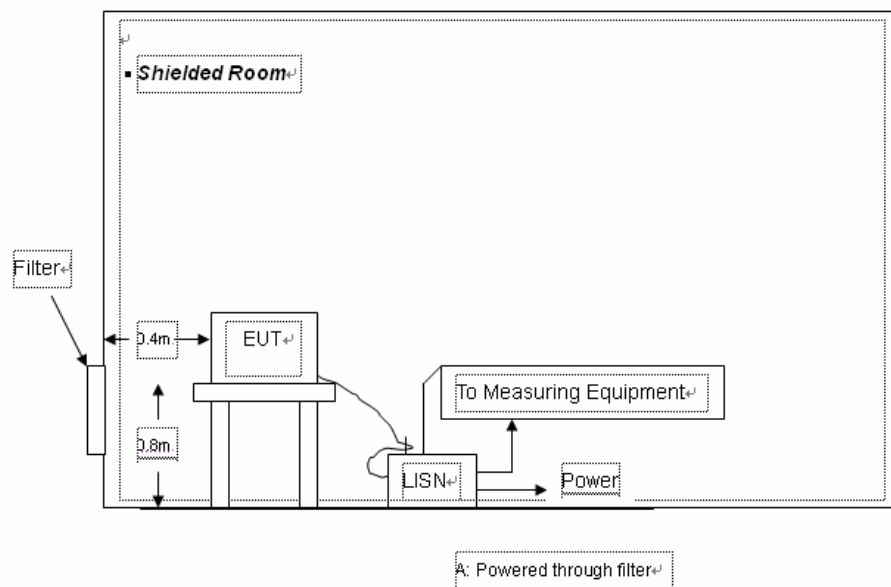 Shielded Room
Filter
0.4m
EUT
To Measuring Equipment
0.8m
LISN
Power
A: Powered through filter